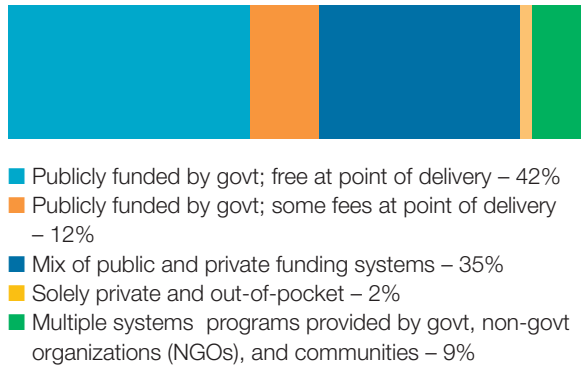 Publicly funded by govt; free at point of delivery – 42%
Publicly funded by govt; some fees at point of delivery
– 12%
Mix of public and private funding systems – 35%
Solely private and out-of-pocket – 2%
Multiple systems  programs provided by govt, non-govt
organizations (NGOs), and communities – 9%